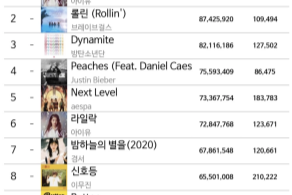 아이유
2 - 롤린 (Rollin') 87,425,920 109,494
브레이브걸스
3 - Dynamite 82,116,186 127,502
방탄소년단
4 - Peaches (Feat. Daniel Caes 75,593,409 86,475
Justin Bieber
5 - Next Level 73,367,754 183,783
aespa
6 - 라일락 72,847,768 123,671
아이유
7 - 밤하늘의 별을(2020) 67,861,548 120,661
경서
8 - 신호등 65,501,008 210,222
이무진